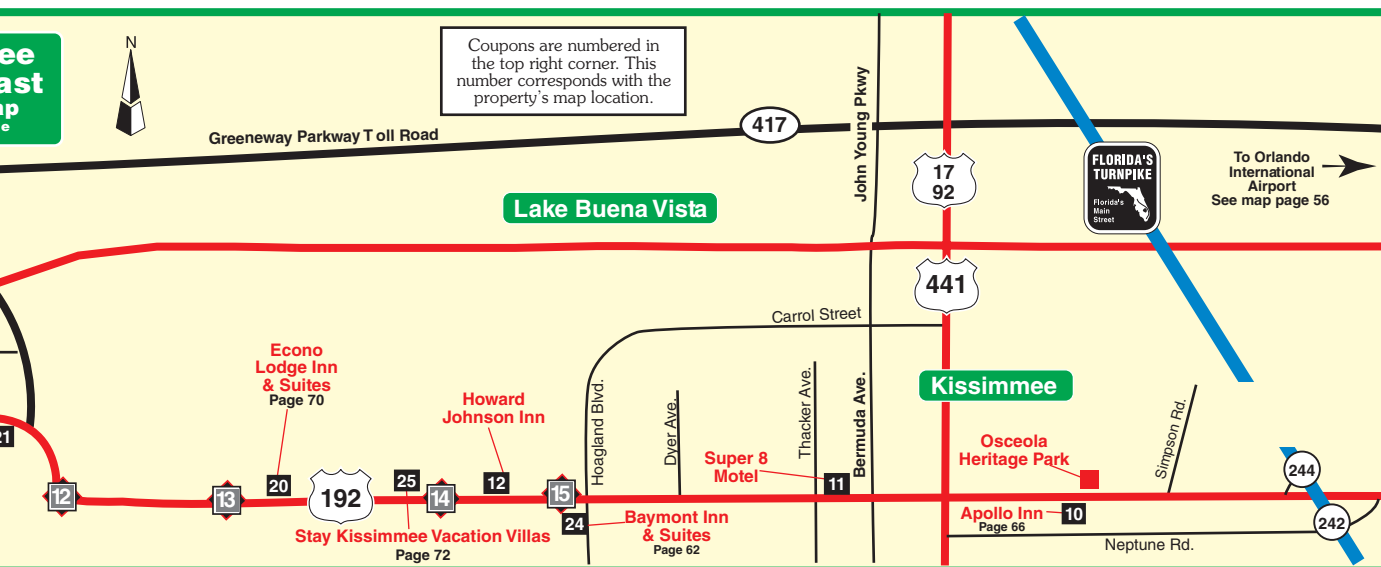 ee
ast
ap
e
N
Coupons are numbered in
the top right corner. This
number corresponds with the
property's map location.
Greeneway Parkway T oll Road
417
John Young Pkwy
17
92
FLORIDA'S
TURNPIKE
Florida's
Main
Street
To Orlando
International
Airport
See map page 56
Lake Buena Vista
441
Carrol Street
Kissimmee
Econo
Lodge Inn
& Suites
Page 70
Howard
Johnson Inn
Hoagland Blvd.
Dyer Ave.
Thacker Ave.
Bermuda Ave.
Super 8
Motel
Osceola
Heritage Park
Simpson Rd.
21
12
13
20
192
25
14
12
15
11
244
24
Stay Kissimmee Vacation Villas
Page 72
Baymont Inn
& Suites
Page 62
Apollo Inn
Page 66
10
242
Neptune Rd.